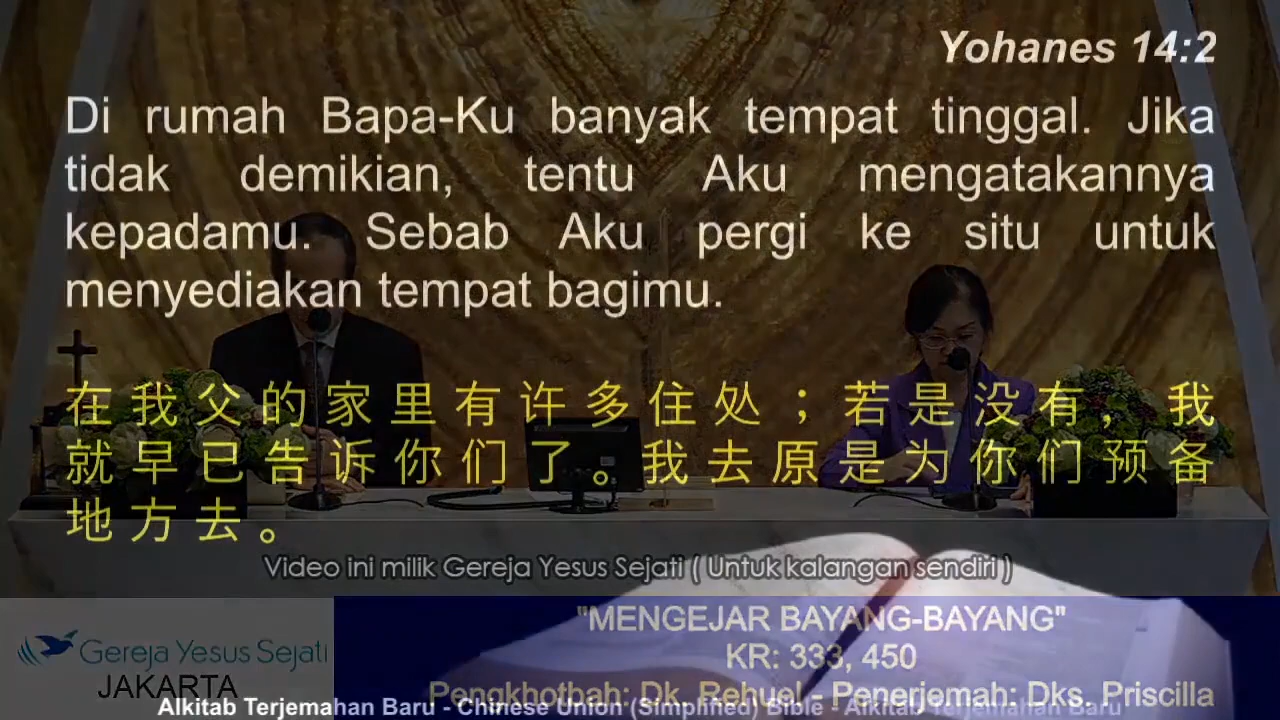 Yohanes 14:2
Di rumah Bapa-Ku banyak tempat tinggal. Jika
tidak demikian, tentu Aku mengatakannya
kepadamu. Sebab Aku pergi ke situ untuk
menyediakan tempat bagimu.
在我父的家里有许多住处；若是没有，我
就早已告诉你们了。我去原是为你们预备
地方去。
Video ini milik Gereja Yesus Sejati ( Untuk kalangan sendiri )
"MENGEJAR BAYANG-BAYANG"
Gereja Yesus Sejati
KR: 333, 450
JAKARTA
Pengkhotbah: Dk. Rehuel - Penerjemah: Dks. Priscilla
Alkitab Terjemahan Baru - Chinese Union (Simplified) Bible - Alkitab Terjemahan Baru